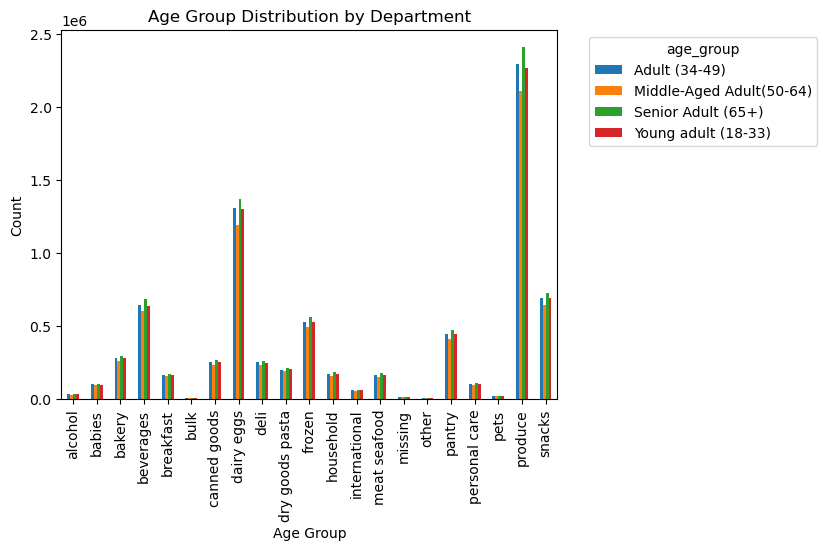 Age Group Distribution by Department
1e6
2.5
2.0
1.5
1.0
0.5
0.0
Count
alcohol
babies
bakery
beverages
breakfast
bulk
canned goods
dairy eggs
deli
dry goods pasta
frozen
household
international
meat seafood
missing
other
pantry
personal care
pets
produce
snacks
Age Group
age_group
Adult (34-49)
Middle-Aged Adult(50-64)
Senior Adult (65+)
Young adult (18-33)